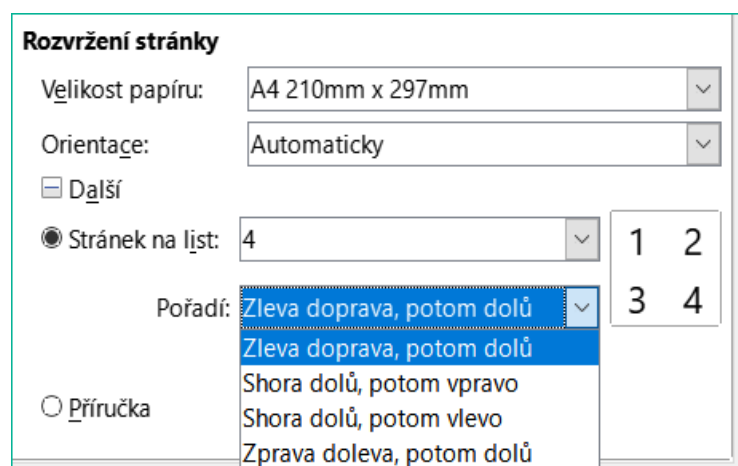 Rozvržení stránky
Velikost papíru: A4 210mm x 297mm
Orientace: Automaticky
Další
Stránek na list: 4
1 2
Pořadí: Zleva doprava, potom dolů
3 4
Zleva doprava, potom dolů
Shora dolů, potom vpravo
Příručka
Shora dolů, potom vlevo
Zprava doleva, potom dolů